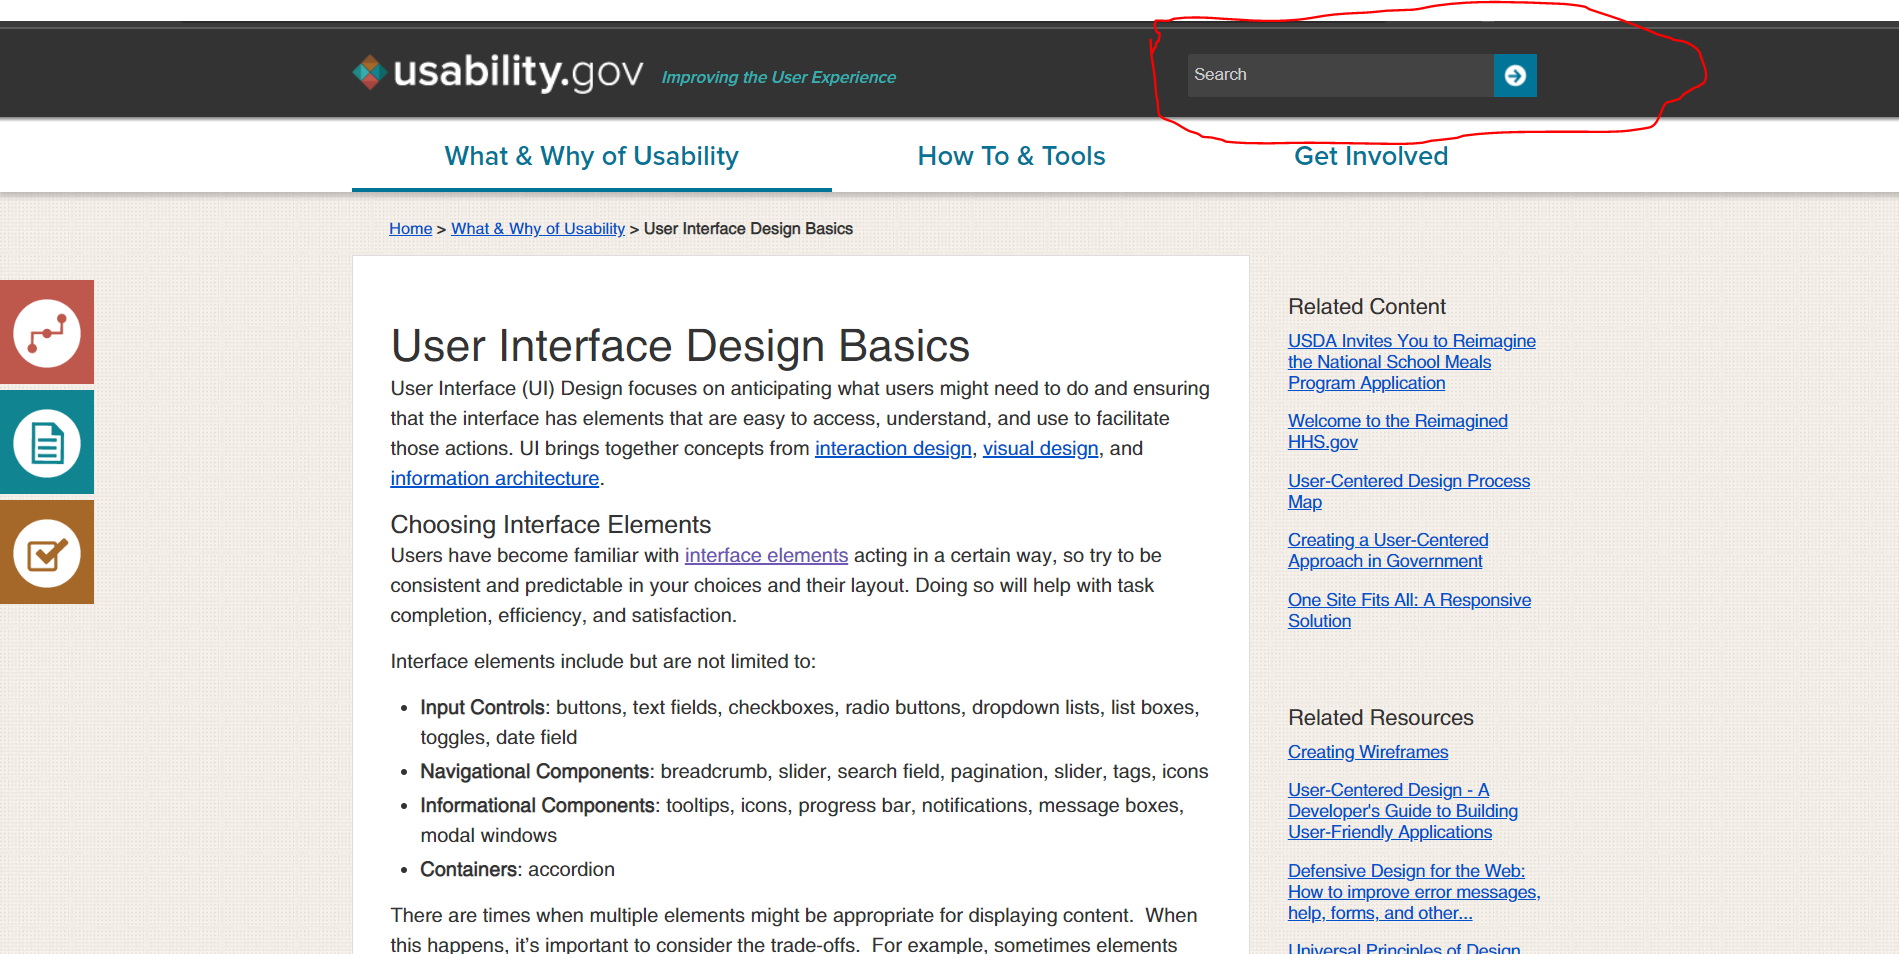 usability.gov Improving the User Experience
Search
What & Why of Usability How To & Tools Get Involved
Home > What & Why of Usability > User Interface Design Basics
User Interface Design Basics
User Interface (UI) Design focuses on anticipating what users might need to do and ensuring
that the interface has elements that are easy to access, understand, and use to facilitate
those actions. UI brings together concepts from interaction design, visual design, and
information architecture.
Choosing Interface Elements
Users have become familiar with interface elements acting in a certain way, so try to be
consistent and predictable in your choices and their layout. Doing so will help with task
completion, efficiency, and satisfaction.
Interface elements include but are not limited to:
• Input Controls: buttons, text fields, checkboxes, radio buttons, dropdown lists, list boxes,
toggles, date field
• Navigational Components: breadcrumb, slider, search field, pagination, slider, tags, icons
• Informational Components: tooltips, icons, progress bar, notifications, message boxes,
modal windows
• Containers: accordion
There are times when multiple elements might be appropriate for displaying content.  When
this happens, it’s important to consider the trade-offs.  For example, sometimes elements
Related Content
USDA Invites You to Reimagine
the National School Meals
Program Application
Welcome to the Reimagined
HHS.gov
User-Centered Design Process
Map
Creating a User-Centered
Approach in Government
One Site Fits All: A Responsive
Solution
Related Resources
Creating Wireframes
User-Centered Design - A
Developer's Guide to Building
User-Friendly Applications
Defensive Design for the Web:
How to improve error messages,
help, forms, and other...
Universal Principles of Design